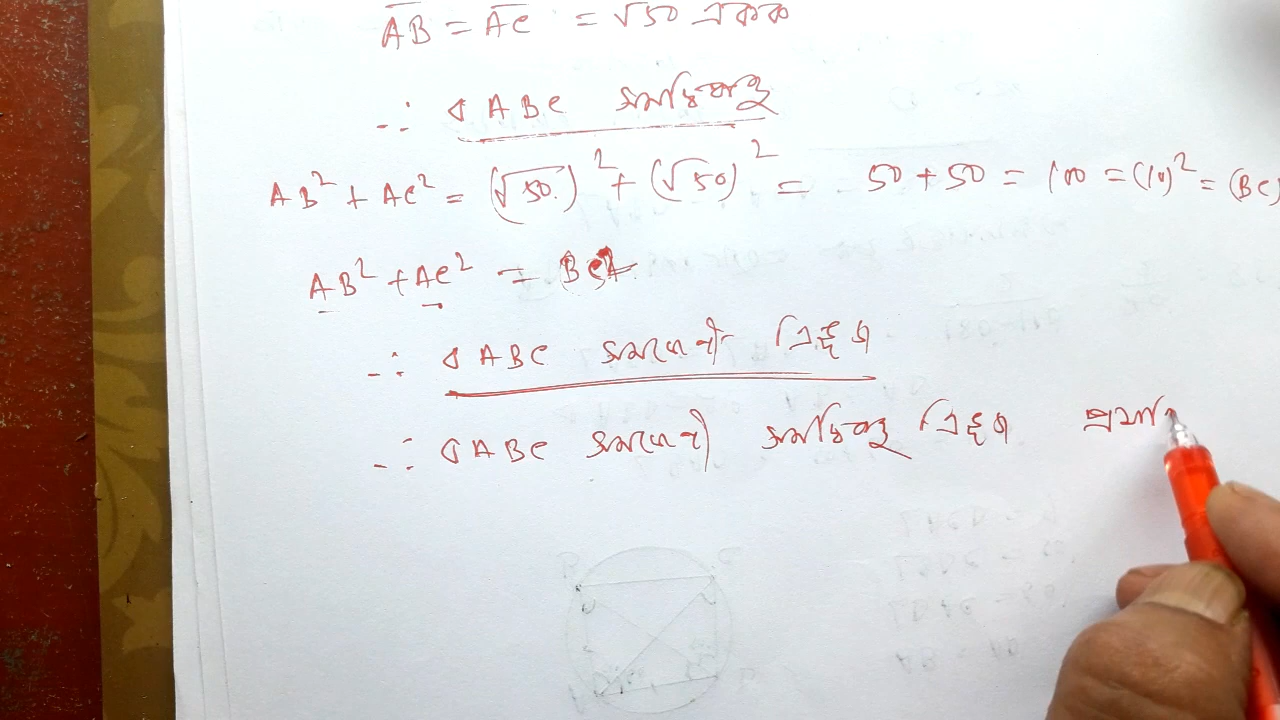 AB = AC = √50 একক
∴ △ABC সমদ্বিবাহু
AB² + AC² = (√50)² + (√50)² = 50 + 50 = 100 = (10)² = (BC)
AB² + AC² = BC²
∴ △ABC সমকোণী ত্রিভুজ
∴ △ABC সমকোণী সমদ্বিবাহু ত্রিভুজ প্রমাণ